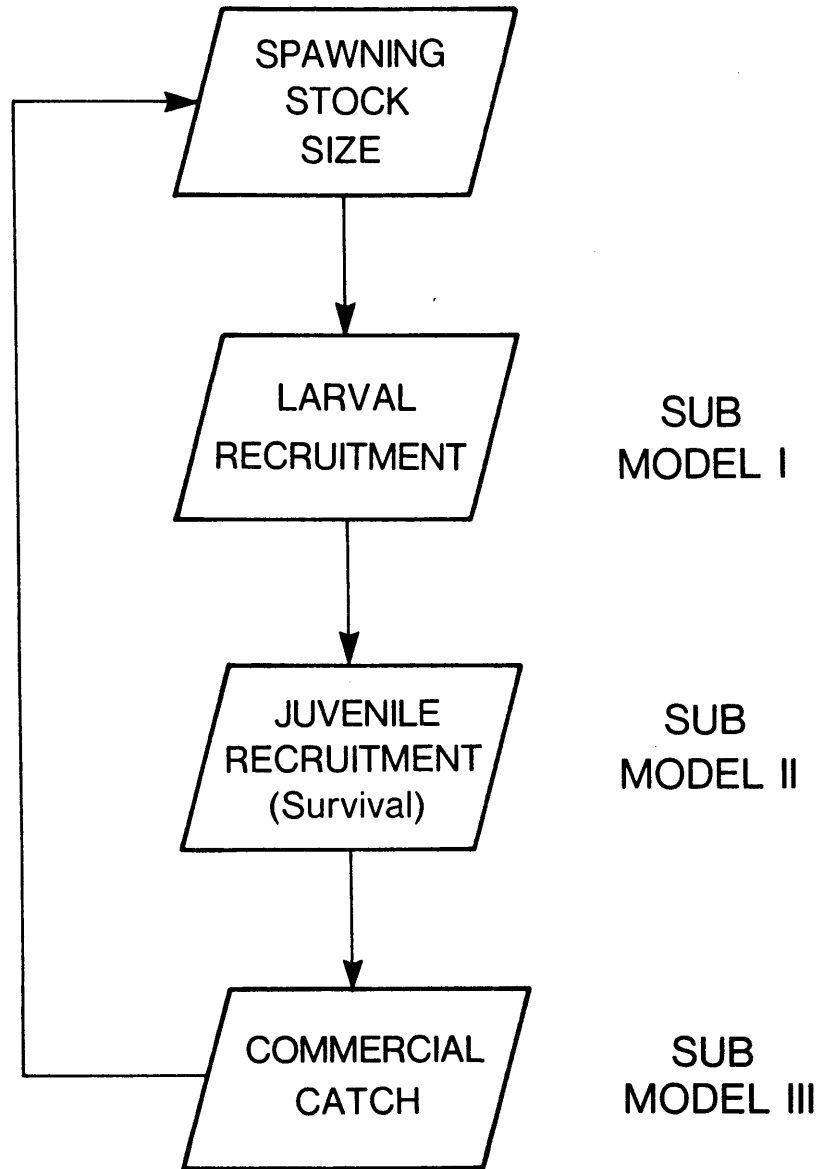 SPAWNING
STOCK
SIZE
LARVAL
RECRUITMENT
SUB
MODEL I
JUVENILE
RECRUITMENT
(Survival)
SUB
MODEL II
COMMERCIAL
CATCH
SUB
MODEL III